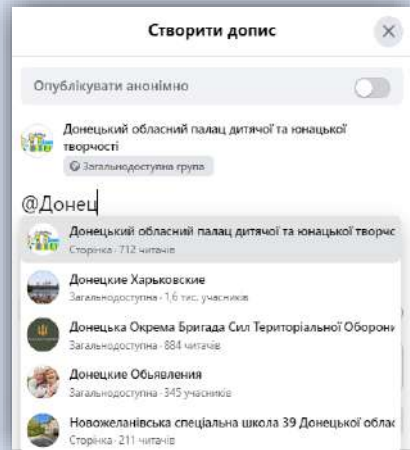 Створити допис
Опублікувати анонімно
Донецький обласний палац дитячої та юнацької
творчості
Загальнодоступна група
@Донец
Донецький обласний палац дитячої та юнацької творчс
Сторінка · 712 читачів
Донецкие Харьковские
Загальнодоступна · 1,6 тис. учасників
Донецька Окрема Бригада Сил Територіальної Оборони
Загальнодоступна · 884 читачів
Донецкие Обьявления
Загальнодоступна · 345 учасників
Новожеланівська спеціальна школа 39 Донецької облас
Сторінка · 211 читачів